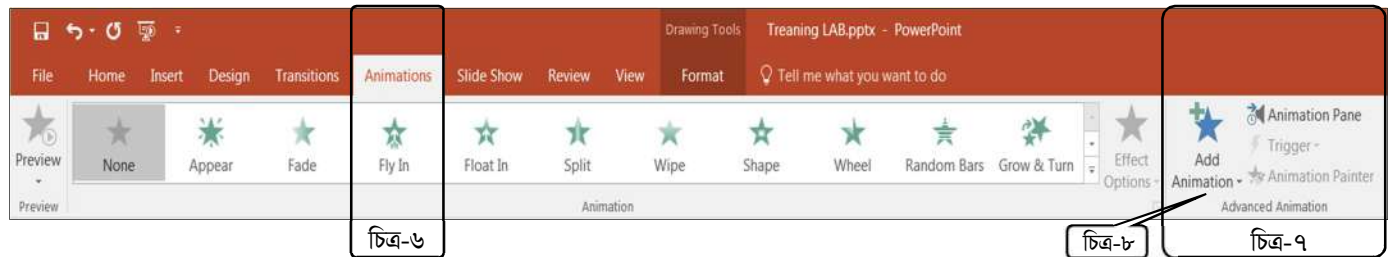 Drawing Tools Treaning LAB.pptx - PowerPoint
File Home Insert Design Transitions Animations Slide Show Review View Format Tell me what you want to do
Preview None Appear Fade Fly In Float In Split Wipe Shape Wheel Random Bars Grow & Turn Effect Options Add Animation Animation Pane
Trigger
Animation Painter
Preview Animation Advanced Animation
চিত্র-৬ চিত্র-৮ চিত্র-৭